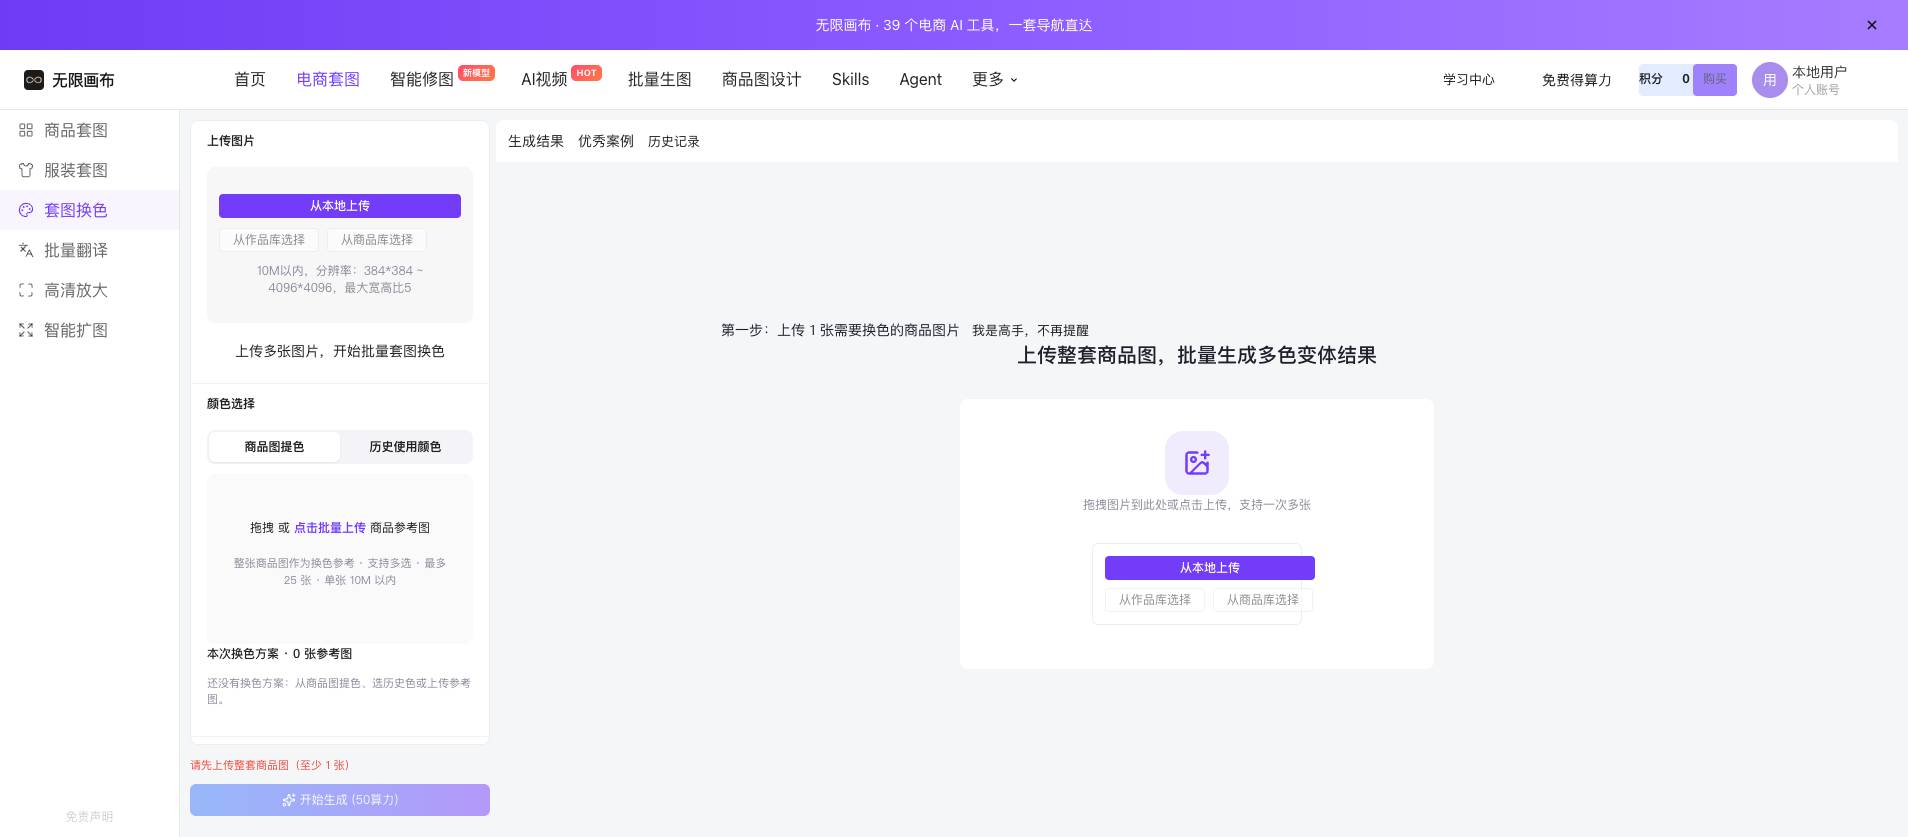 无限画布 · 39 个电商 AI 工具，一套导航直达
无限画布
首页 电商套图 智能修图 新模型 AI视频 HOT 批量生图 商品图设计 Skills Agent 更多
学习中心 免费得算力 积分 0 购买 用 本地用户
个人账号
商品套图
服装套图
套图换色
批量翻译
高清放大
智能扩图
免责声明
上传图片
从本地上传
从作品库选择 从商品库选择
10M以内，分辨率：384*384 ~
4096*4096，最大宽高比5
上传多张图片，开始批量套图换色
颜色选择
商品图提色 历史使用颜色
拖拽 或 点击批量上传 商品参考图
整张商品图作为换色参考 · 支持多选 · 最多
25 张 · 单张 10M 以内
本次换色方案 · 0 张参考图
还没有换色方案：从商品图提色、选历史色或上传参考
图。
请先上传整套商品图（至少 1 张）
开始生成 (50算力)
生成结果 优秀案例 历史记录
第一步：上传 1 张需要换色的商品图片 我是高手，不再提醒
上传整套商品图，批量生成多色变体结果
拖拽图片到此处或点击上传，支持一次多张
从本地上传
从作品库选择 从商品库选择